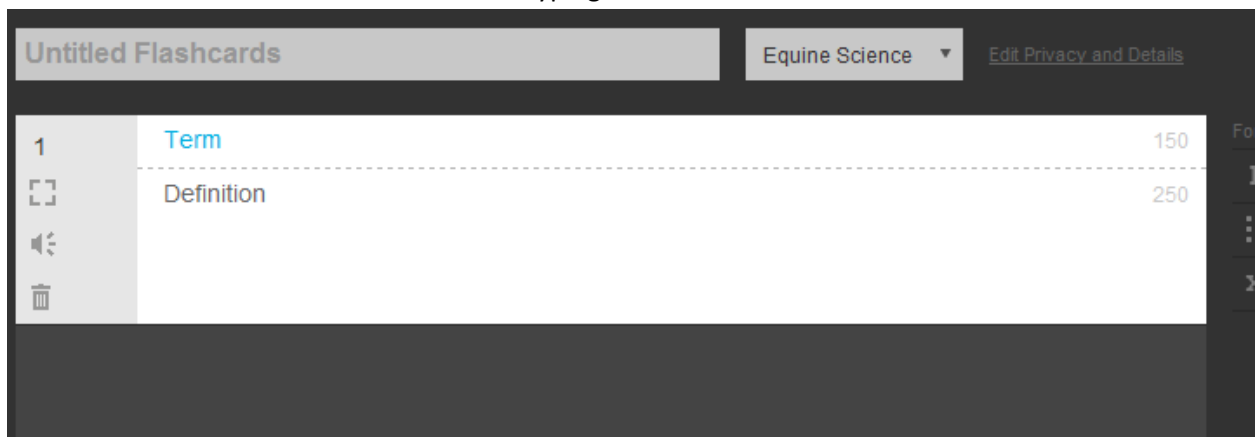 Untitled Flashcards
Equine Science
Edit Privacy and Details
1
Term
150
Definition
250